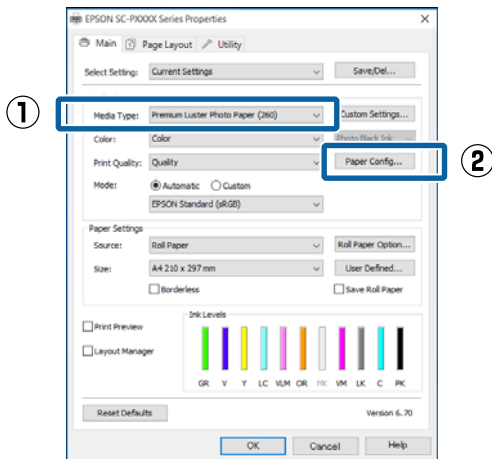 EPSON SC-PXXXX Series Properties
Main Page Layout Utility
Select Setting: Current Settings Save/Del...
① Media Type: Premium Luster Photo Paper (260) Custom Settings...
Color: Color Photo Black Ink
② Print Quality: Quality Paper Config...
Mode: Automatic Custom
EPSON Standard (sRGB)
Paper Settings
Source: Roll Paper Roll Paper Option...
Size: A4 210 x 297 mm User Defined...
Borderless Save Roll Paper
Ink Levels
Print Preview
Layout Manager
GR V Y LC VLM OR MK VM LK C PK
Reset Defaults Version 6.70
OK Cancel Help